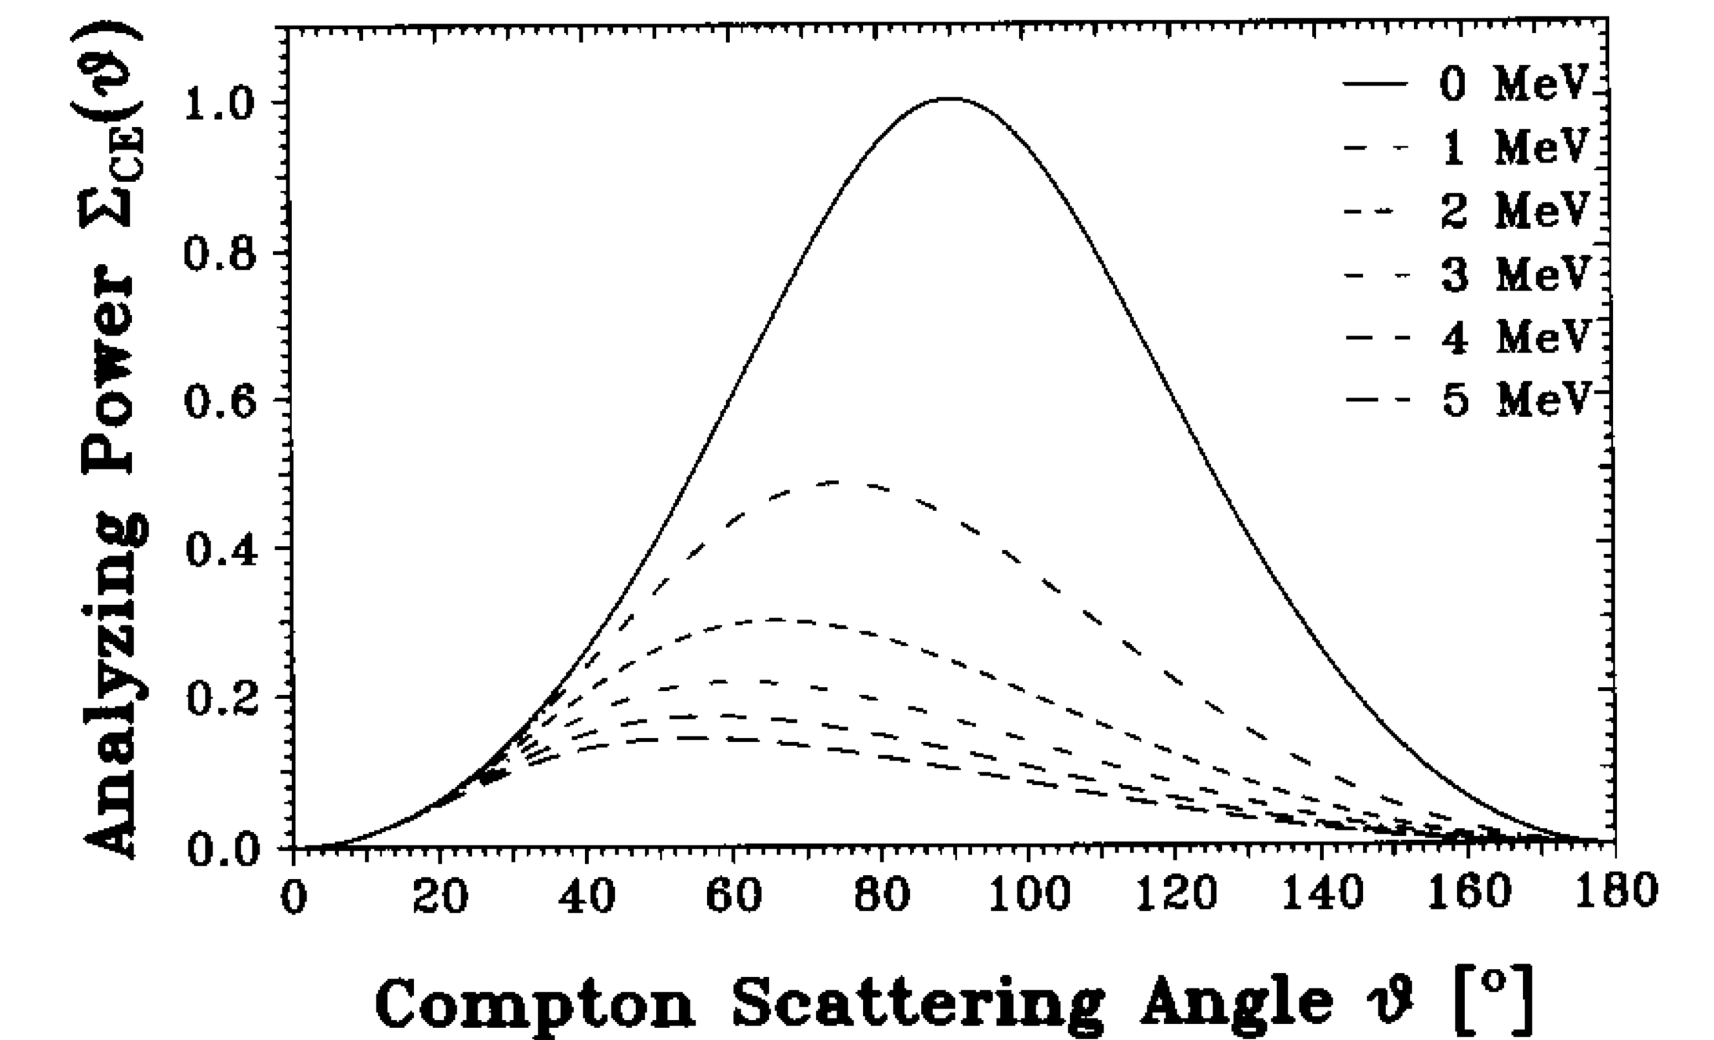 Analyzing Power Σ_CE(ϑ)
1.0
0.8
0.6
0.4
0.2
0.0
0 MeV
1 MeV
2 MeV
3 MeV
4 MeV
5 MeV
0 20 40 60 80 100 120 140 160 180
Compton Scattering Angle ϑ [°]